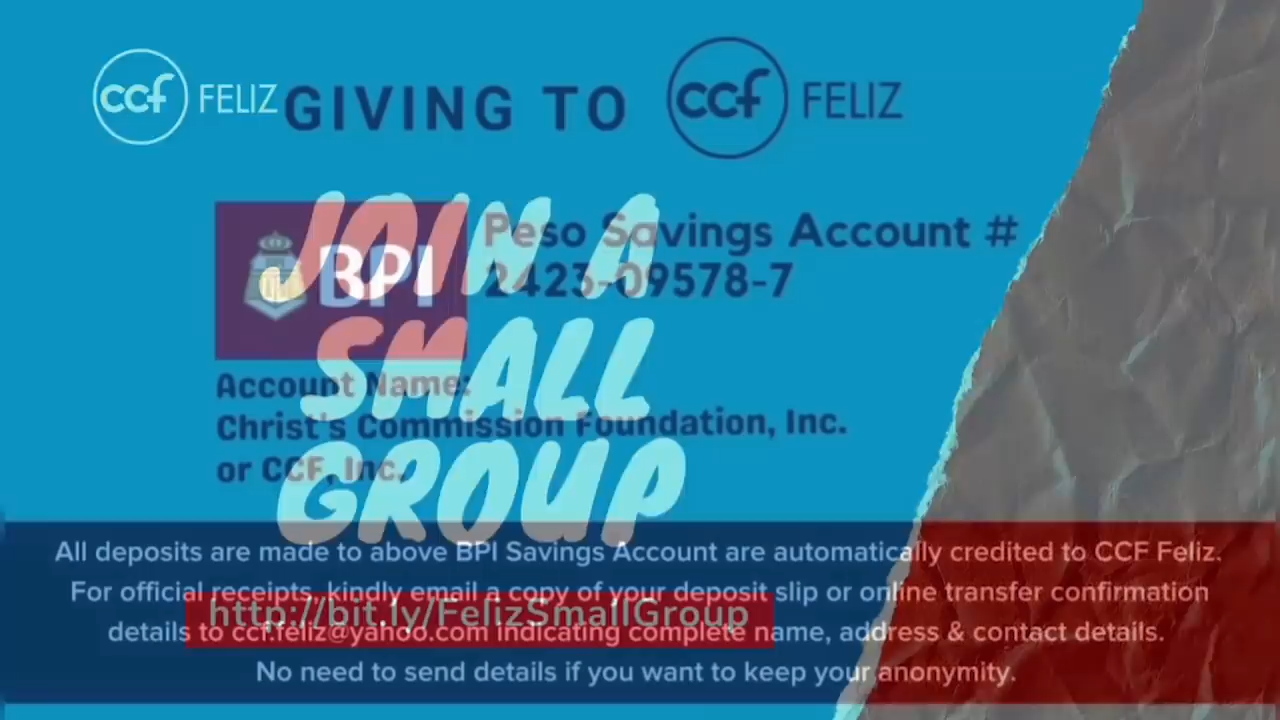 ccf FELIZ
GIVING TO ccf FELIZ
JOIN A
SMALL
GROUP
BPI
Peso Savings Account #
2423-09578-7
Account Name:
Christ's Commission Foundation, Inc.
or CCF, Inc.
All deposits are made to above BPI Savings Account are automatically credited to CCF Feliz.
For official receipts, kindly email a copy of your deposit slip or online transfer confirmation
details to ccf.feliz@yahoo.com indicating complete name, address & contact details.
No need to send details if you want to keep your anonymity.
http://bit.ly/FelizSmallGroup